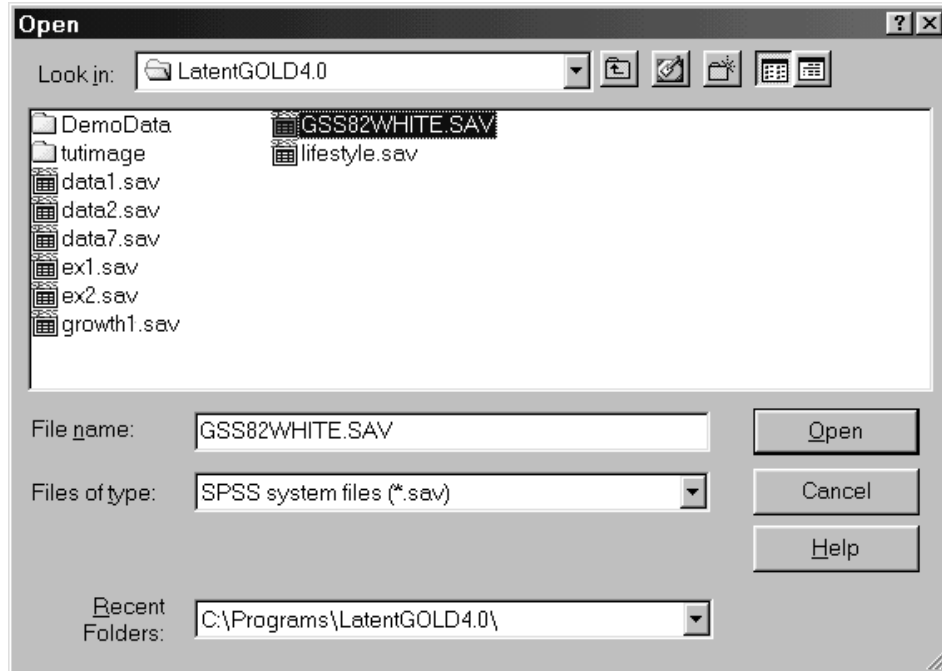 Open
Look in: LatentGOLD4.0
DemoData
tutimage
data1.sav
data2.sav
data7.sav
ex1.sav
ex2.sav
growth1.sav
GSS82WHITE.SAV
lifestyle.sav
File name: GSS82WHITE.SAV
Open
Files of type: SPSS system files (*.sav)
Cancel
Help
Recent
Folders: C:\Programs\LatentGOLD4.0\